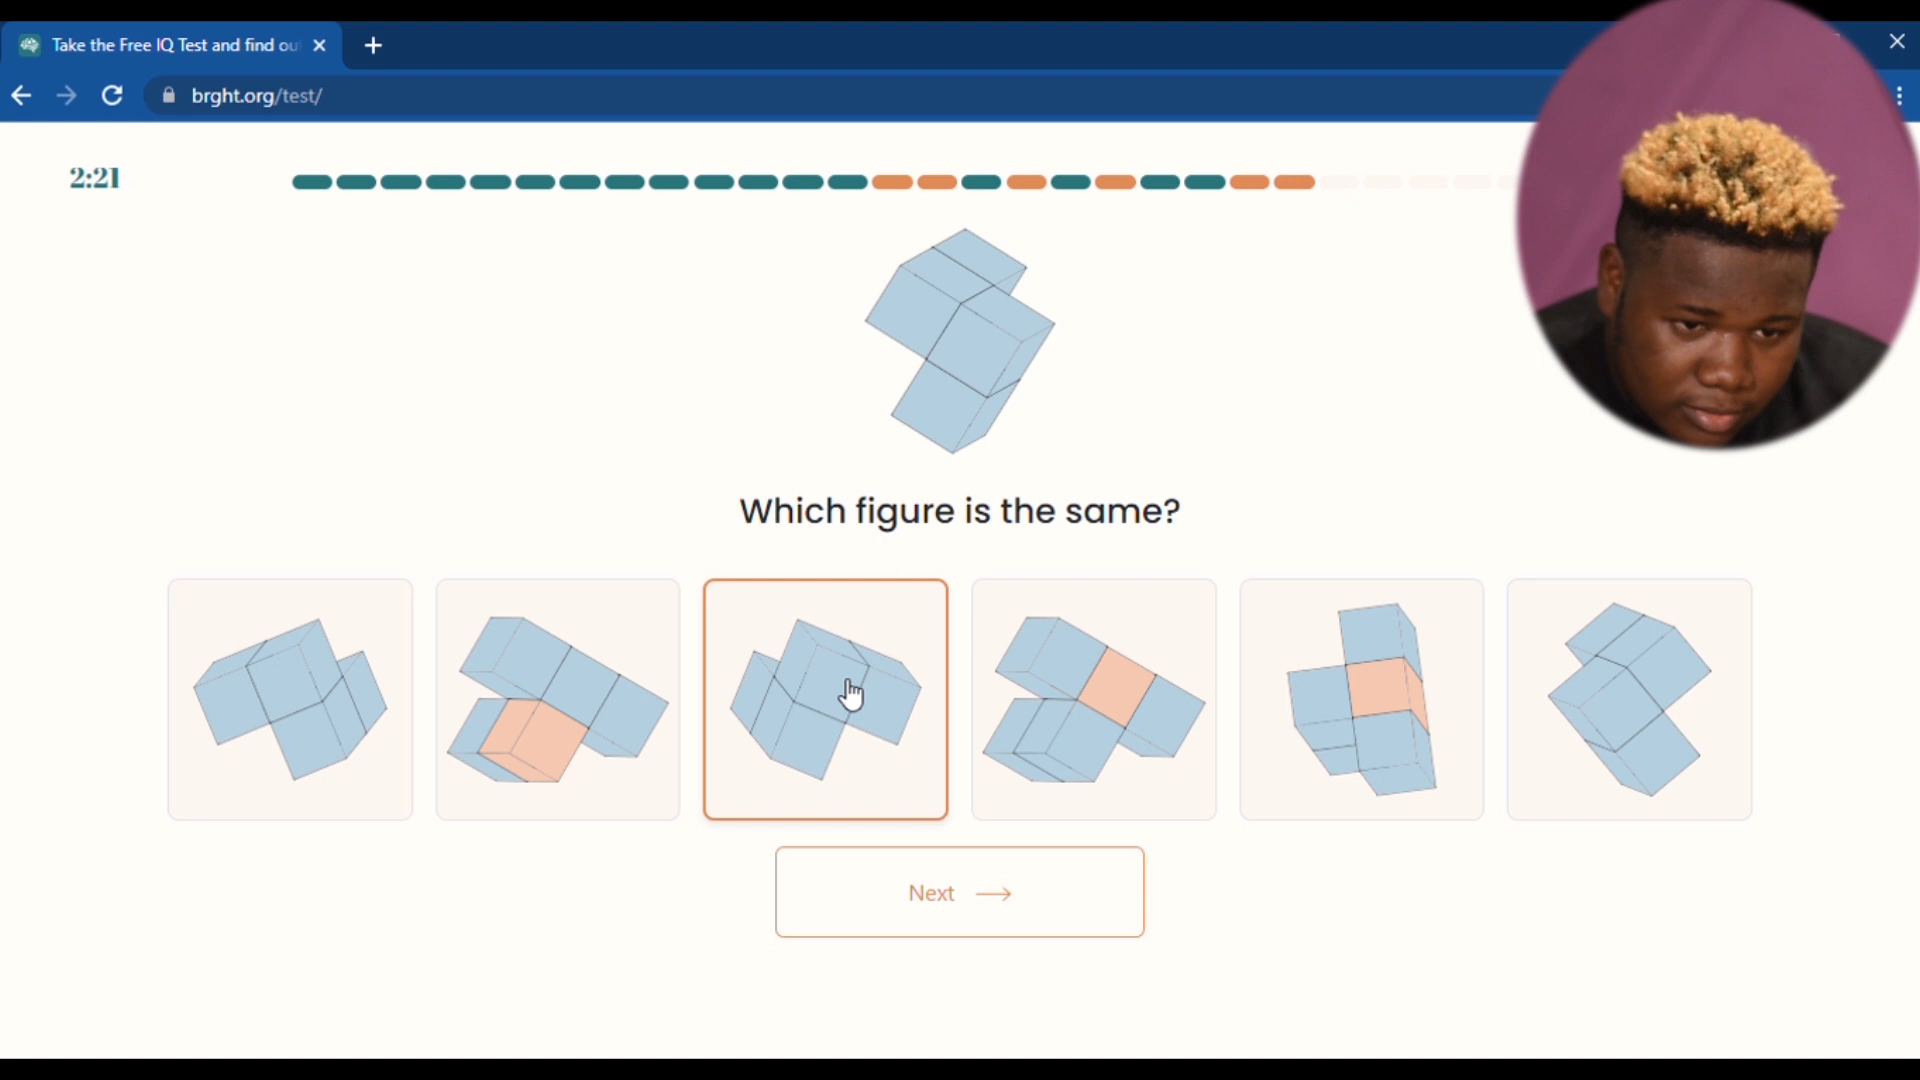 Take the Free IQ Test and find ou
brght.org/test/
2:21
Which figure is the same?
Next